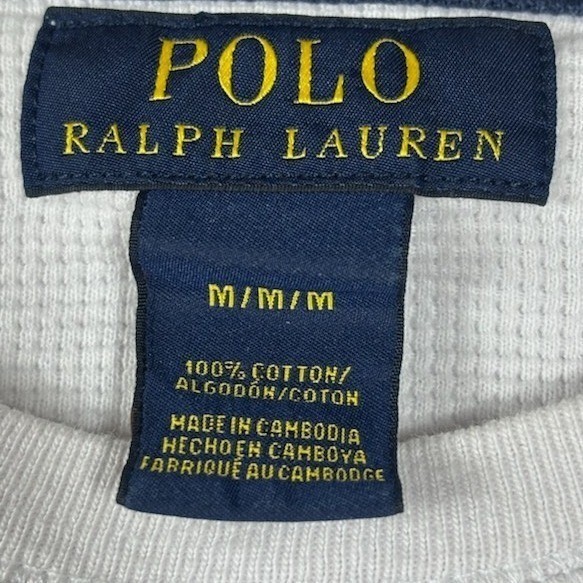 POLO
RALPH LAUREN
M/M/M
100% COTTON/
ALGODÓN/COTON
MADE IN CAMBODIA
HECHO EN CAMBOYA
FABRIQUÉ AU CAMBODGE